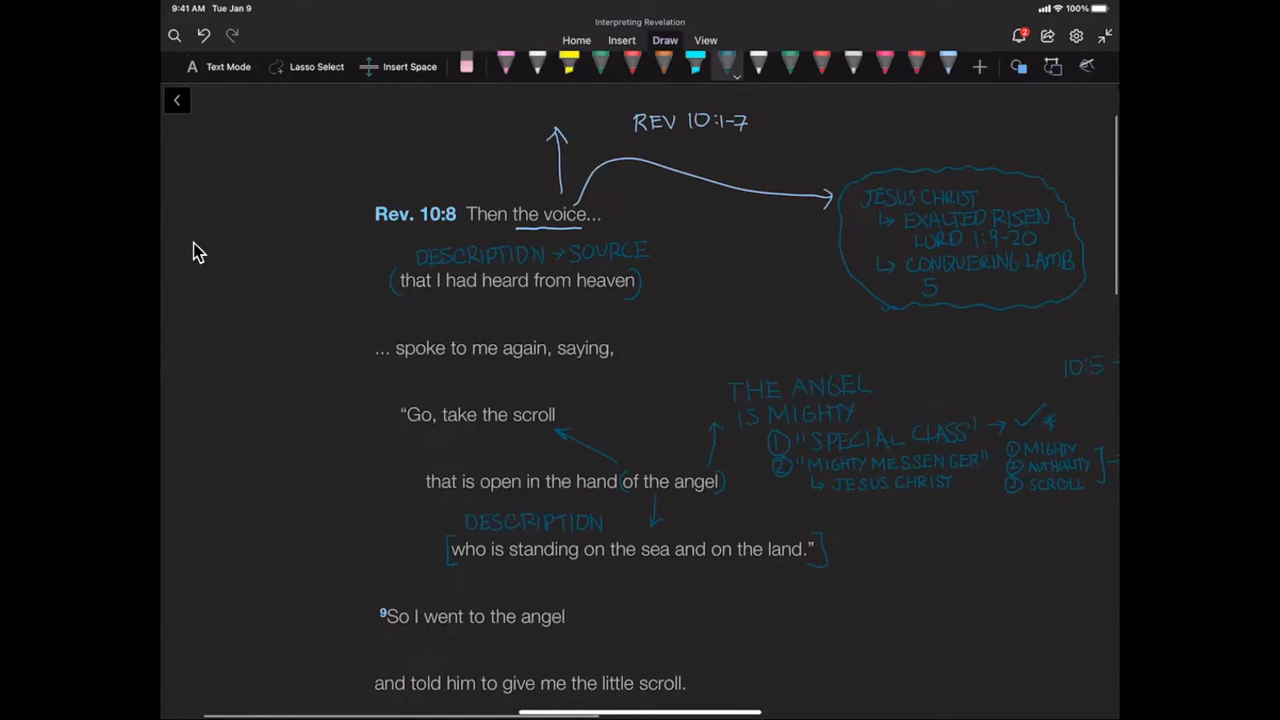 9:41 AM Tue Jan 9
100%
Interpreting Revelation
Home Insert Draw View
2
Text Mode Lasso Select Insert Space
REV 10:1-7
Rev. 10:8 Then the voice...
JESUS CHRIST
↳ EXALTED RISEN
LORD 1:9-20
↳ CONQUERING LAMB
5
DESCRIPTION → SOURCE
(that I had heard from heaven)
... spoke to me again, saying,
10:5 -
THE ANGEL
IS MIGHTY
① "SPECIAL CLASS" → ✓*
② "MIGHTY MESSENGER"
↳ JESUS CHRIST
① MIGHTY
② AUTHORITY
③ SCROLL
“Go, take the scroll
that is open in the hand (of the angel)
DESCRIPTION
[who is standing on the sea and on the land.”]
9So I went to the angel
and told him to give me the little scroll.